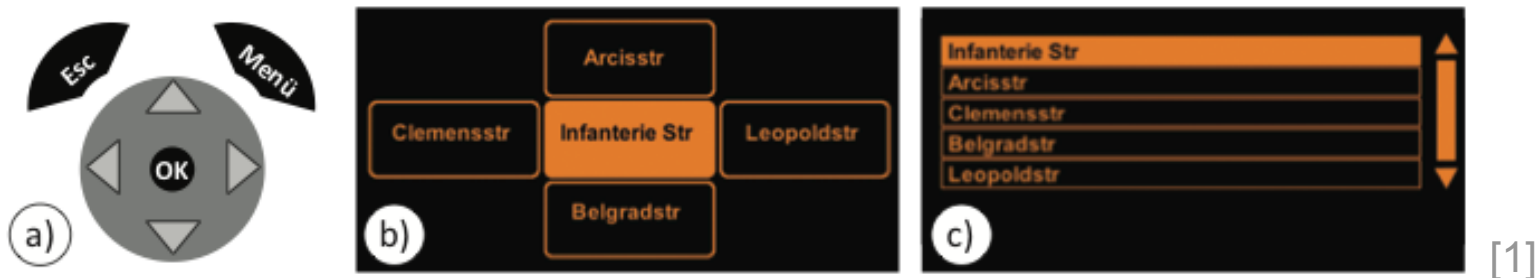 Esc
Menü
OK
a)
Arcisstr
Clemensstr
Infanterie Str
Leopoldstr
Belgradstr
b)
Infanterie Str
Arcisstr
Clemensstr
Belgradstr
Leopoldstr
c)
[1]